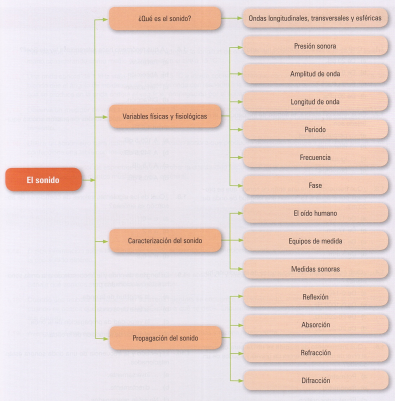 ¿Qué es el sonido?
Ondas longitudinales, transversales y esféricas
Presión sonora
Amplitud de onda
Longitud de onda
Variables físicas y fisiológicas
Periodo
Frecuencia
Fase
El sonido
El oído humano
Caracterización del sonido
Equipos de medida
Medidas sonoras
Reflexión
Absorción
Propagación del sonido
Refracción
Difracción